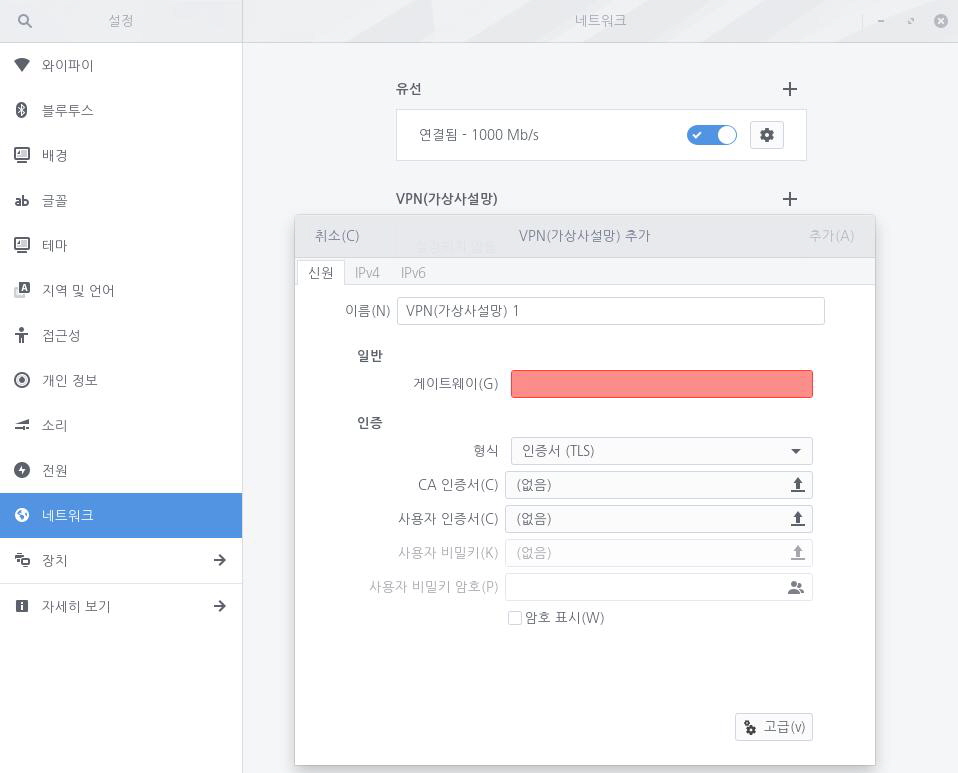 설정
네트워크
와이파이
블루투스
배경
글꼴
테마
지역 및 언어
접근성
개인 정보
소리
전원
네트워크
장치
자세히 보기
유선
연결됨 - 1000 Mb/s
VPN(가상사설망)
취소(C)
VPN(가상사설망) 추가
추가(A)
설정하지 않음
신원
IPv4
IPv6
이름(N)
VPN(가상사설망) 1
일반
게이트웨이(G)
인증
형식
인증서 (TLS)
CA 인증서(C)
(없음)
사용자 인증서(C)
(없음)
사용자 비밀키(K)
(없음)
사용자 비밀키 암호(P)
암호 표시(W)
고급(v)